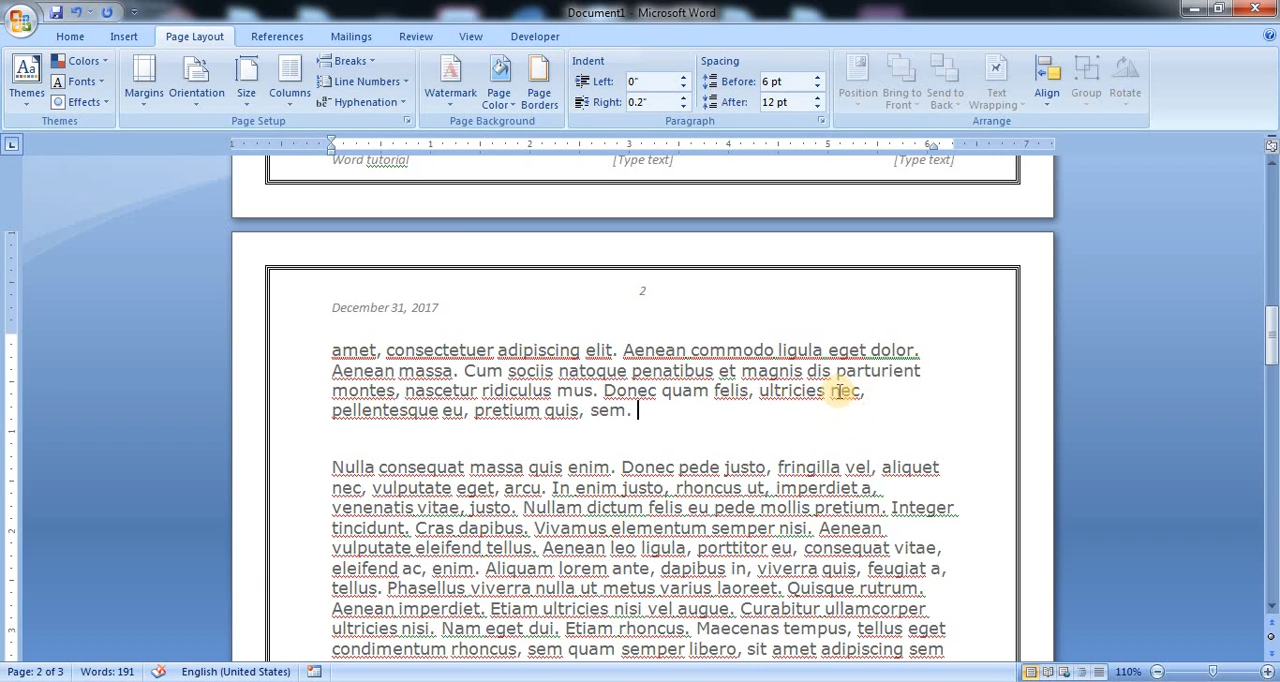 Document1 - Microsoft Word
Home Insert Page Layout References Mailings Review View Developer
Themes
Colors
Fonts
Effects
Themes
Margins
Orientation
Size
Columns
Breaks
Line Numbers
Hyphenation
Page Setup
Watermark
Page Color
Page Borders
Page Background
Indent
Left: 0"
Right: 0.2"
Spacing
Before: 6 pt
After: 12 pt
Paragraph
Position
Bring to Front
Send to Back
Text Wrapping
Align
Group
Rotate
Arrange
1 1 2 3 4 5 6 7
Word tutorial [Type text] [Type text]
2
December 31, 2017
amet, consectetuer adipiscing elit. Aenean commodo ligula eget dolor.
Aenean massa. Cum sociis natoque penatibus et magnis dis parturient
montes, nascetur ridiculus mus. Donec quam felis, ultricies nec,
pellentesque eu, pretium quis, sem.
Nulla consequat massa quis enim. Donec pede justo, fringilla vel, aliquet
nec, vulputate eget, arcu. In enim justo, rhoncus ut, imperdiet a,
venenatis vitae, justo. Nullam dictum felis eu pede mollis pretium. Integer
tincidunt. Cras dapibus. Vivamus elementum semper nisi. Aenean
vulputate eleifend tellus. Aenean leo ligula, porttitor eu, consequat vitae,
eleifend ac, enim. Aliquam lorem ante, dapibus in, viverra quis, feugiat a,
tellus. Phasellus viverra nulla ut metus varius laoreet. Quisque rutrum.
Aenean imperdiet. Etiam ultricies nisi vel augue. Curabitur ullamcorper
ultricies nisi. Nam eget dui. Etiam rhoncus. Maecenas tempus, tellus eget
condimentum rhoncus, sem quam semper libero, sit amet adipiscing sem
Page: 2 of 3 Words: 191 English (United States) 110%